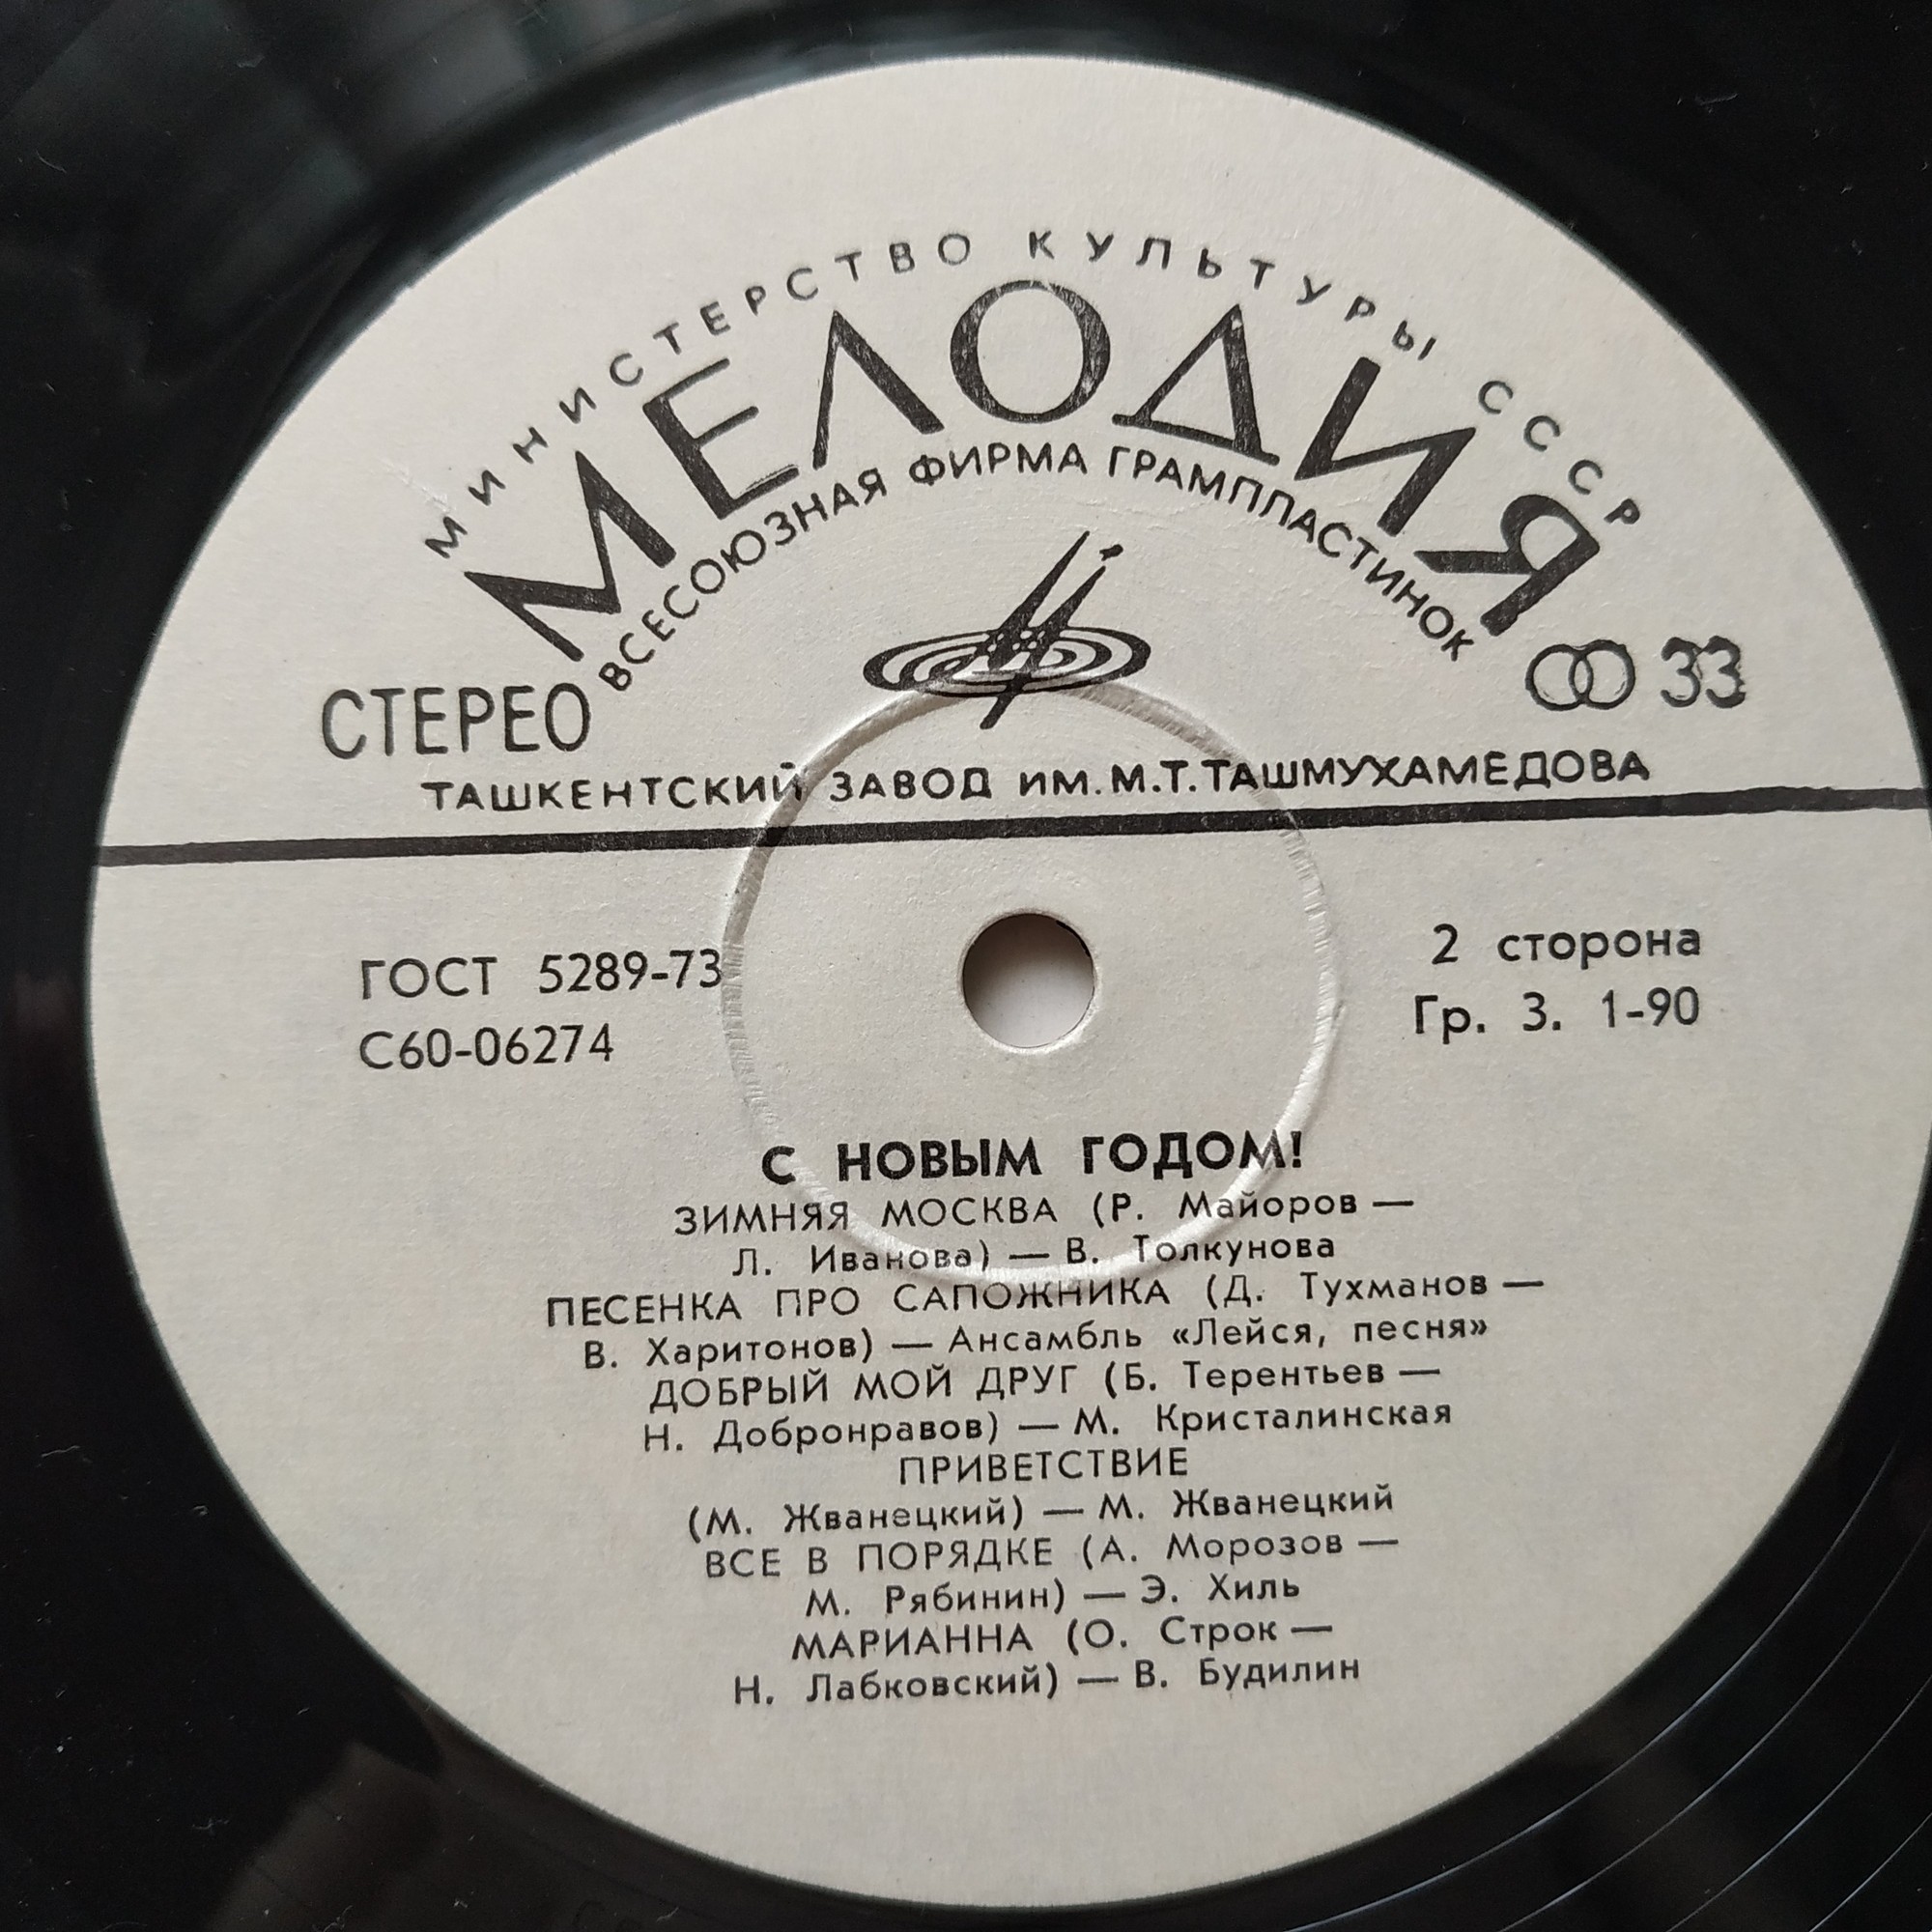 МИНИСТЕРСТВО КУЛЬТУРЫ СССР
МЕЛОДИЯ
ВСЕСОЮЗНАЯ ФИРМА ГРАМПЛАСТИНОК
СТЕРЕО
33
ТАШКЕНТСКИЙ ЗАВОД ИМ. М.Т. ТАШМУХАМЕДОВА
ГОСТ 5289-73
С60-06274
2 сторона
Гр. 3. 1-90
С НОВЫМ ГОДОМ!
ЗИМНЯЯ МОСКВА (Р. Майоров —
Л. Иванова) — В. Толкунова
ПЕСЕНКА ПРО САПОЖНИКА (Д. Тухманов —
В. Харитонов) — Ансамбль «Лейся, песня»
ДОБРЫЙ МОЙ ДРУГ (Б. Терентьев —
Н. Добронравов) — М. Кристалинская
ПРИВЕТСТВИЕ
(М. Жванецкий) — М. Жванецкий
ВСЕ В ПОРЯДКЕ (А. Морозов —
М. Рябинин) — Э. Хиль
МАРИАННА (О. Строк —
Н. Лабковский) — В. Будилин